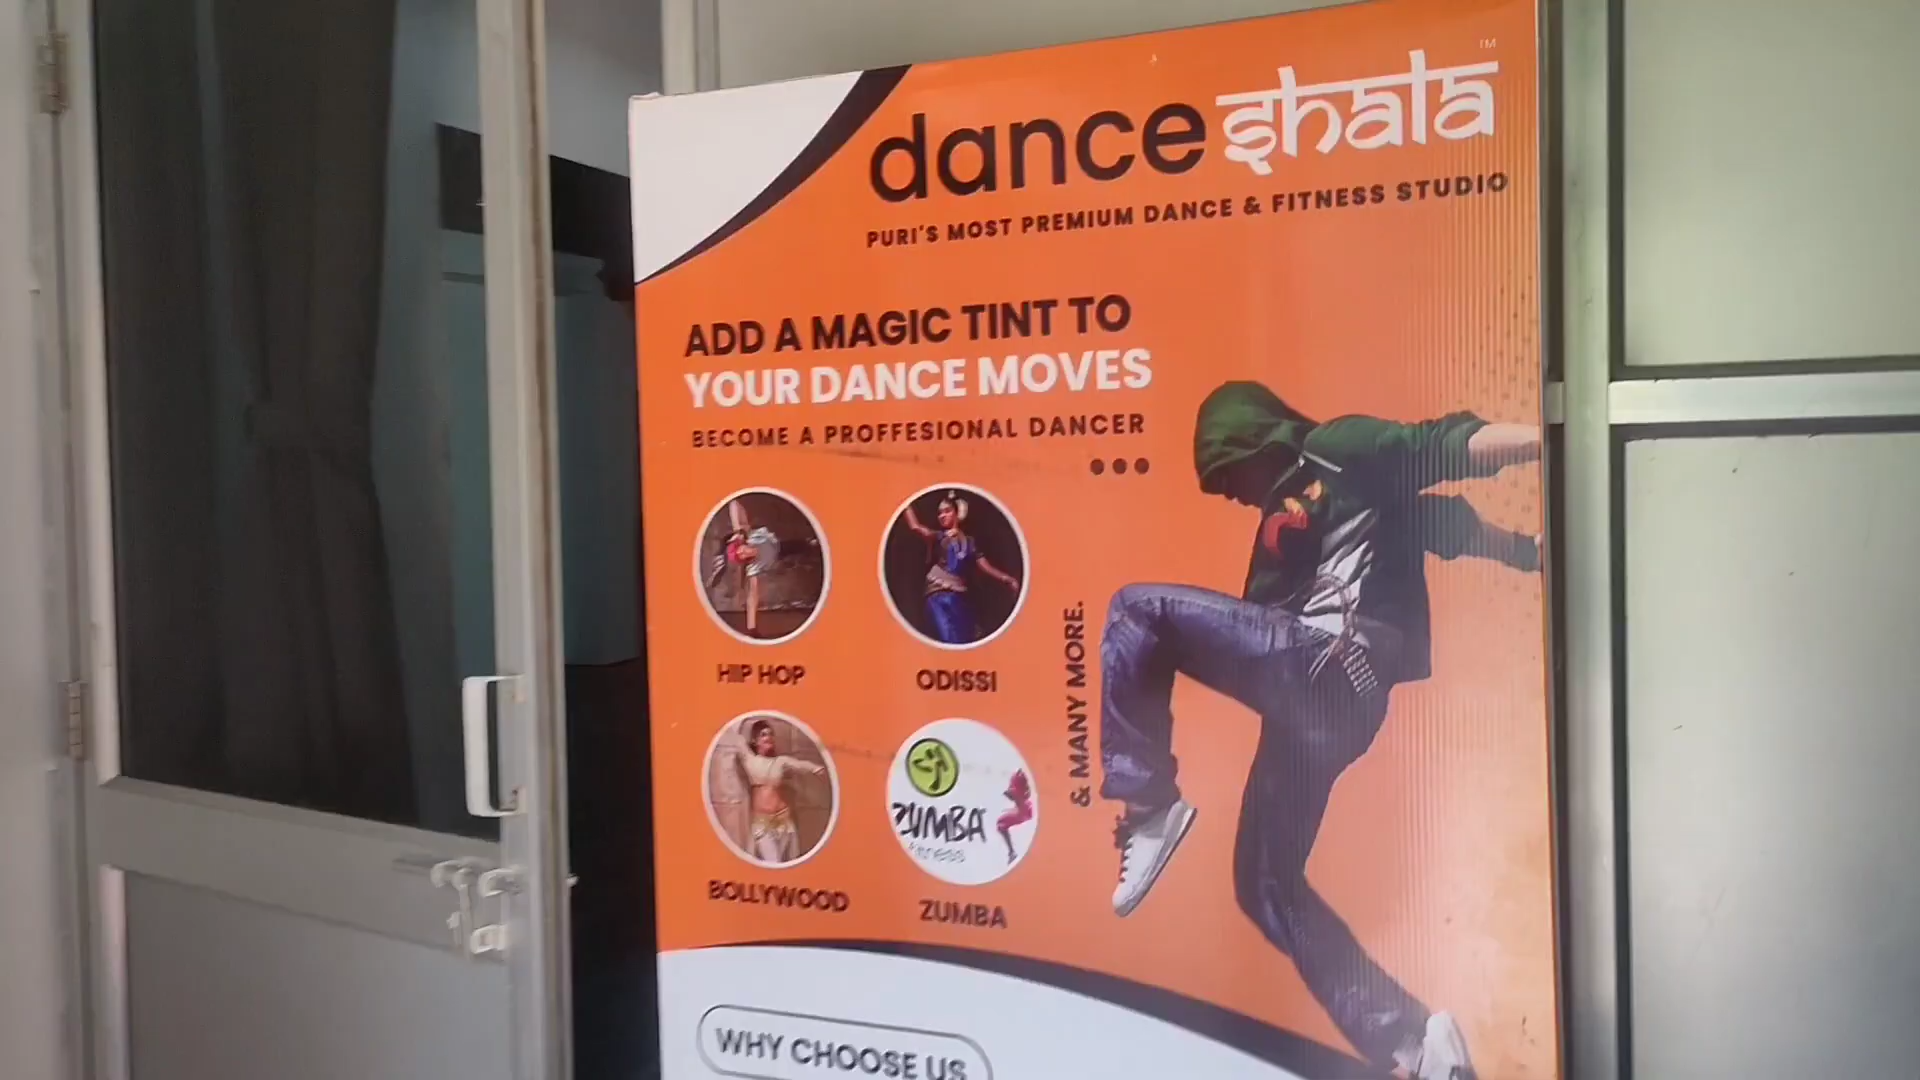 dance shala ™
PURI'S MOST PREMIUM DANCE & FITNESS STUDIO
ADD A MAGIC TINT TO
YOUR DANCE MOVES
BECOME A PROFFESIONAL DANCER
HIP HOP
ODISSI
& MANY MORE.
ZUMBA
fitness
BOLLYWOOD
ZUMBA
WHY CHOOSE US